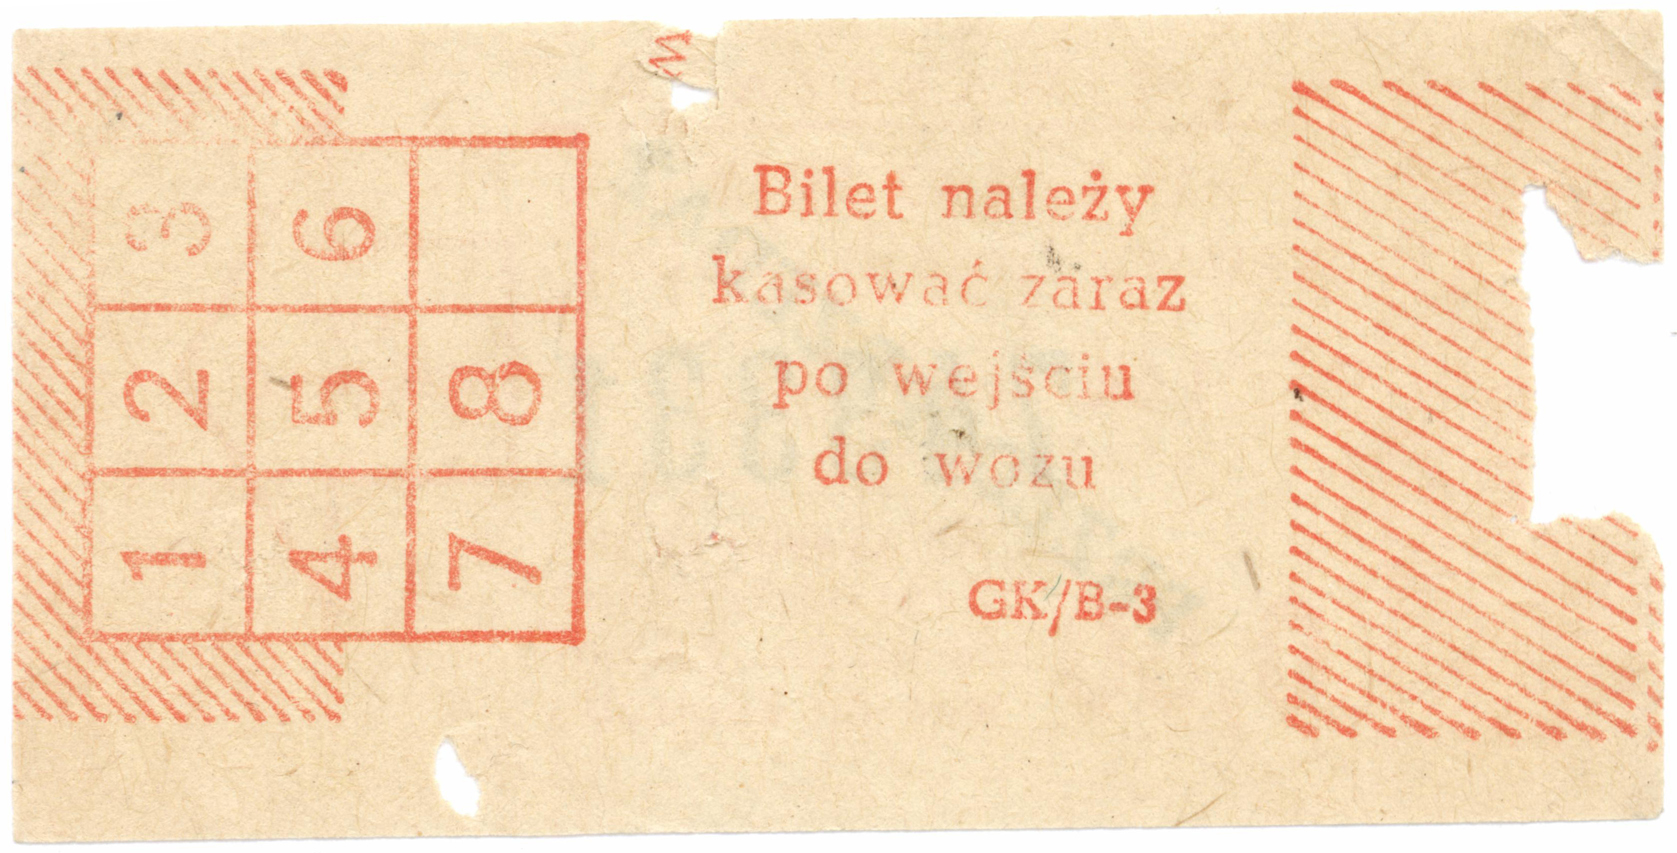 W
3 6
2 5 8
1 4 7
Bilet należy
kasować zaraz
po wejściu
do wozu
GK/B-3